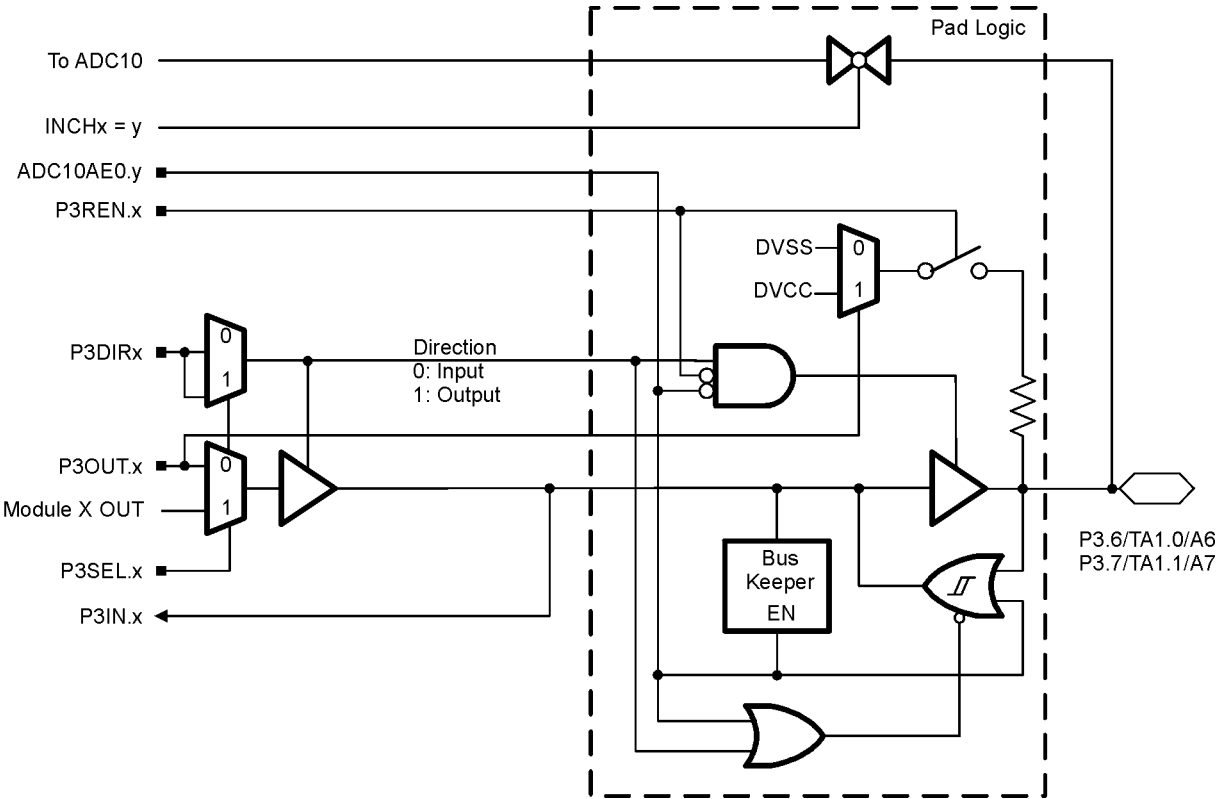 Pad Logic
To ADC10
INCHx = y
ADC10AE0.y
P3REN.x
DVSS
0
DVCC
1
P3DIRx
0
1
Direction
0: Input
1: Output
P3OUT.x
0
Module X OUT
1
P3SEL.x
P3IN.x
Bus
Keeper
EN
P3.6/TA1.0/A6
P3.7/TA1.1/A7